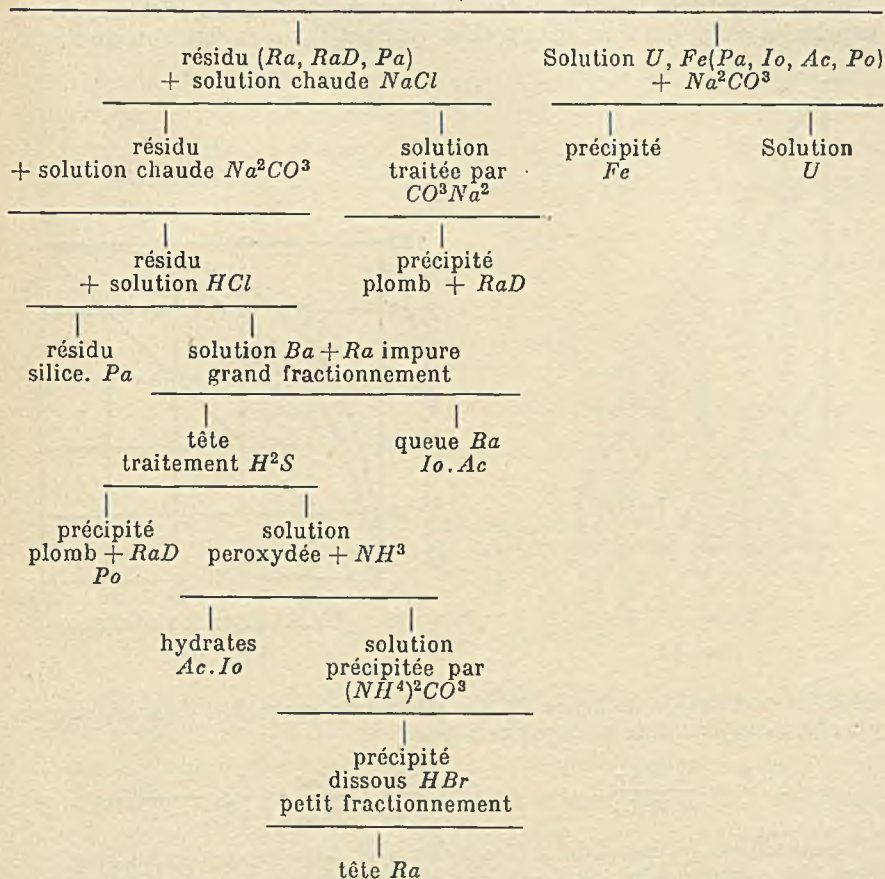 résidu (Ra, RaD, Pa)
+ solution chaude NaCl
Solution U, Fe(Pa, Io, Ac, Po)
+ Na²CO³
résidu
+ solution chaude Na²CO³
solution
traitée par
CO³Na²
précipité
Fe
Solution
U
résidu
+ solution HCl
précipité
plomb + RaD
résidu
silice. Pa
solution Ba+Ra impure
grand fractionnement
tête
traitement H²S
queue Ba
Io.Ac
précipité
plomb + RaD
Po
solution
peroxydée + NH³
hydrates
Ac.Io
solution
précipitée par
(NH⁴)²CO³
précipité
dissous HBr
petit fractionnement
tête Ra